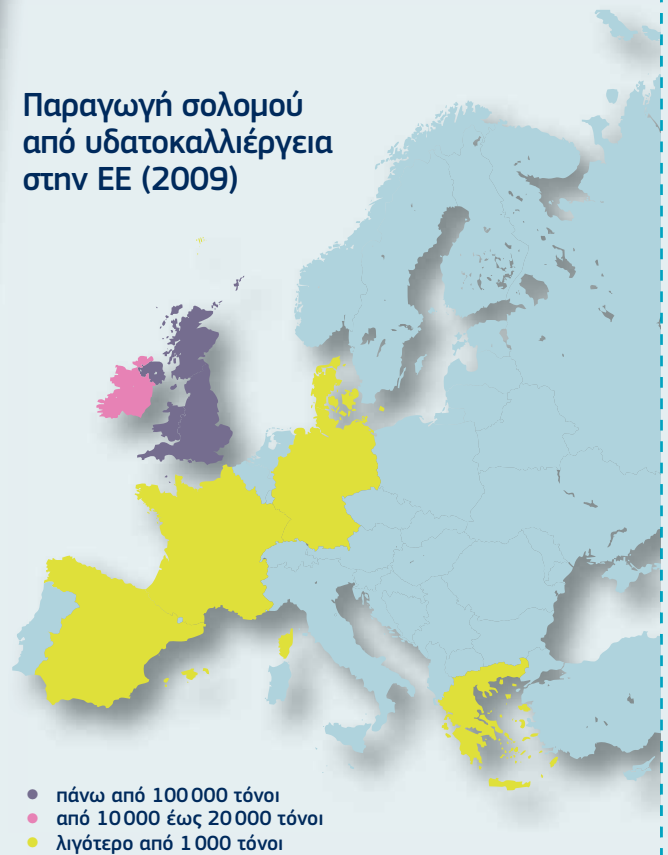 Παραγωγή σολομού
από υδατοκαλλιέργεια
στην ΕΕ (2009)
πάνω από 100 000 τόνοι
από 10 000 έως 20 000 τόνοι
λιγότερο από 1 000 τόνοι